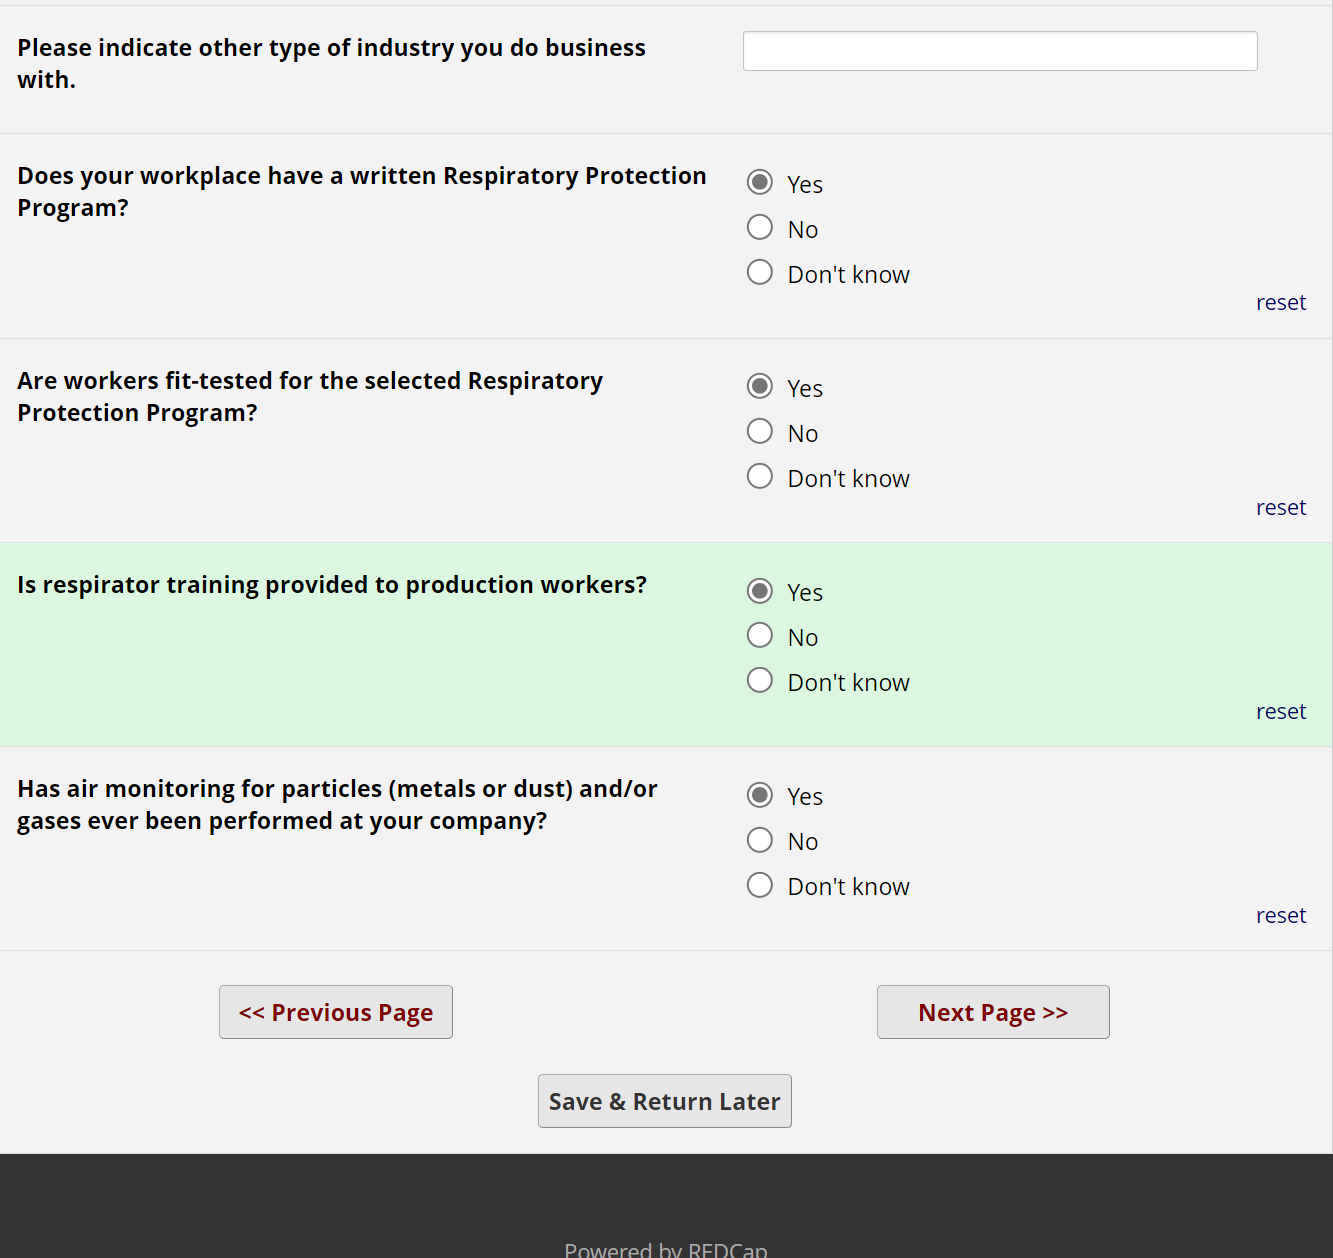 Please indicate other type of industry you do business
with.
Does your workplace have a written Respiratory Protection
Program?
Yes
No
Don't know
reset
Are workers fit-tested for the selected Respiratory
Protection Program?
Yes
No
Don't know
reset
Is respirator training provided to production workers?
Yes
No
Don't know
reset
Has air monitoring for particles (metals or dust) and/or
gases ever been performed at your company?
Yes
No
Don't know
reset
<< Previous Page
Next Page >>
Save & Return Later
Powered by REDCap